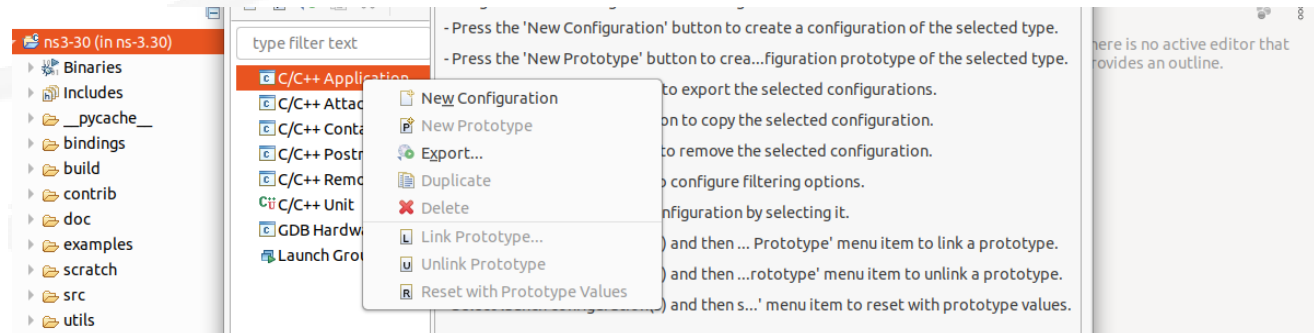 ns3-30 (in ns-3.30)
Binaries
Includes
__pycache__
bindings
build
contrib
doc
examples
scratch
src
utils
type filter text
C/C++ Application
C/C++ Attac
C/C++ Conta
C/C++ Postr
C/C++ Remo
C/C++ Unit
GDB Hardwa
Launch Grou
New Configuration
New Prototype
Export...
Duplicate
Delete
Link Prototype...
Unlink Prototype
Reset with Prototype Values
- Press the 'New Configuration' button to create a configuration of the selected type.
- Press the 'New Prototype' button to crea...figuration prototype of the selected type.
to export the selected configurations.
on to copy the selected configuration.
to remove the selected configuration.
o configure filtering options.
nfiguration by selecting it.
) and then ... Prototype' menu item to link a prototype.
) and then ...rototype' menu item to unlink a prototype.
) and then s...' menu item to reset with prototype values.
here is no active editor that
rovides an outline.